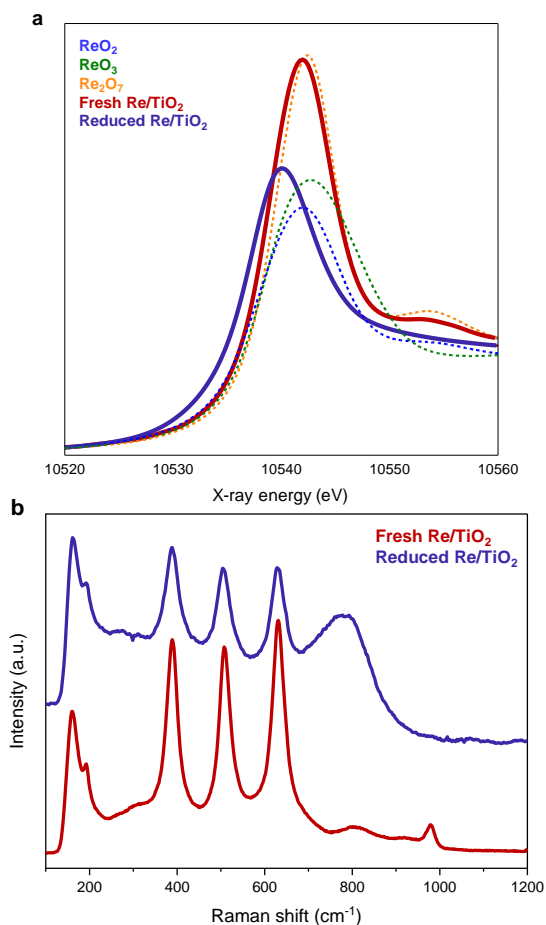 a
ReO₂
ReO₃
Re₂O₇
Fresh Re/TiO₂
Reduced Re/TiO₂
10520 10530 10540 10550 10560
X-ray energy (eV)
b
Fresh Re/TiO₂
Reduced Re/TiO₂
Intensity (a.u.)
200 400 600 800 1000 1200
Raman shift (cm⁻¹)